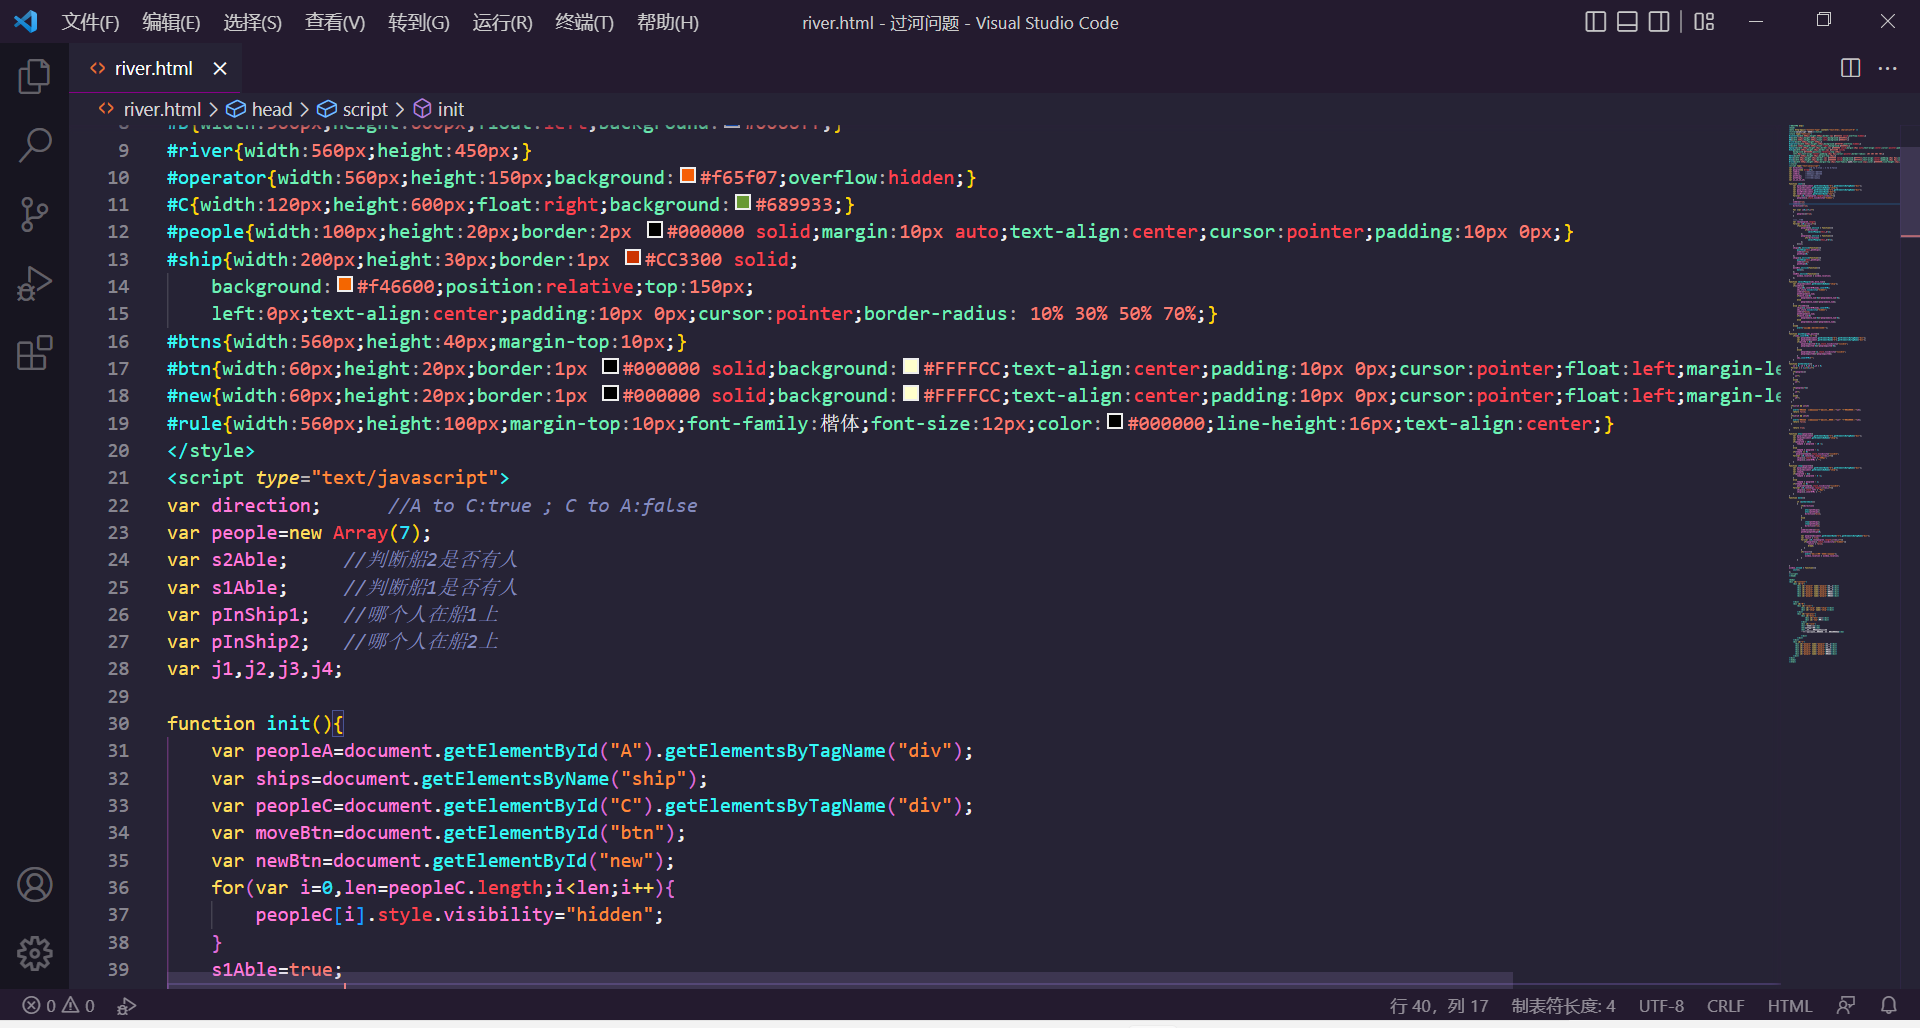 文件(F) 编辑(E) 选择(S) 查看(V) 转到(G) 运行(R) 终端(T) 帮助(H) river.html - 过河问题 - Visual Studio Code
river.html
river.html > head > script > init
9 #river{width:560px;height:450px;}
10 #operator{width:560px;height:150px;background:#f65f07;overflow:hidden;}
11 #C{width:120px;height:600px;float:right;background:#689933;}
12 #people{width:100px;height:20px;border:2px #000000 solid;margin:10px auto;text-align:center;cursor:pointer;padding:10px 0px;}
13 #ship{width:200px;height:30px;border:1px #CC3300 solid;
14 background:#f46600;position:relative;top:150px;
15 left:0px;text-align:center;padding:10px 0px;cursor:pointer;border-radius: 10% 30% 50% 70%;}
16 #btns{width:560px;height:40px;margin-top:10px;}
17 #btn{width:60px;height:20px;border:1px #000000 solid;background:#FFFFCC;text-align:center;padding:10px 0px;cursor:pointer;float:left;margin-le
18 #new{width:60px;height:20px;border:1px #000000 solid;background:#FFFFCC;text-align:center;padding:10px 0px;cursor:pointer;float:left;margin-le
19 #rule{width:560px;height:100px;margin-top:10px;font-family:楷体;font-size:12px;color:#000000;line-height:16px;text-align:center;}
20 </style>
21 <script type="text/javascript">
22 var direction; //A to C:true ; C to A:false
23 var people=new Array(7);
24 var s2Able; //判断船2是否有人
25 var s1Able; //判断船1是否有人
26 var pInShip1; //哪个人在船1上
27 var pInShip2; //哪个人在船2上
28 var j1,j2,j3,j4;
29
30 function init(){
31 var peopleA=document.getElementById("A").getElementsByTagName("div");
32 var ships=document.getElementsByName("ship");
33 var peopleC=document.getElementById("C").getElementsByTagName("div");
34 var moveBtn=document.getElementById("btn");
35 var newBtn=document.getElementById("new");
36 for(var i=0,len=peopleC.length;i<len;i++){
37 peopleC[i].style.visibility="hidden";
38 }
39 s1Able=true;
0 0 行 40，列 17 制表符长度: 4 UTF-8 CRLF HTML